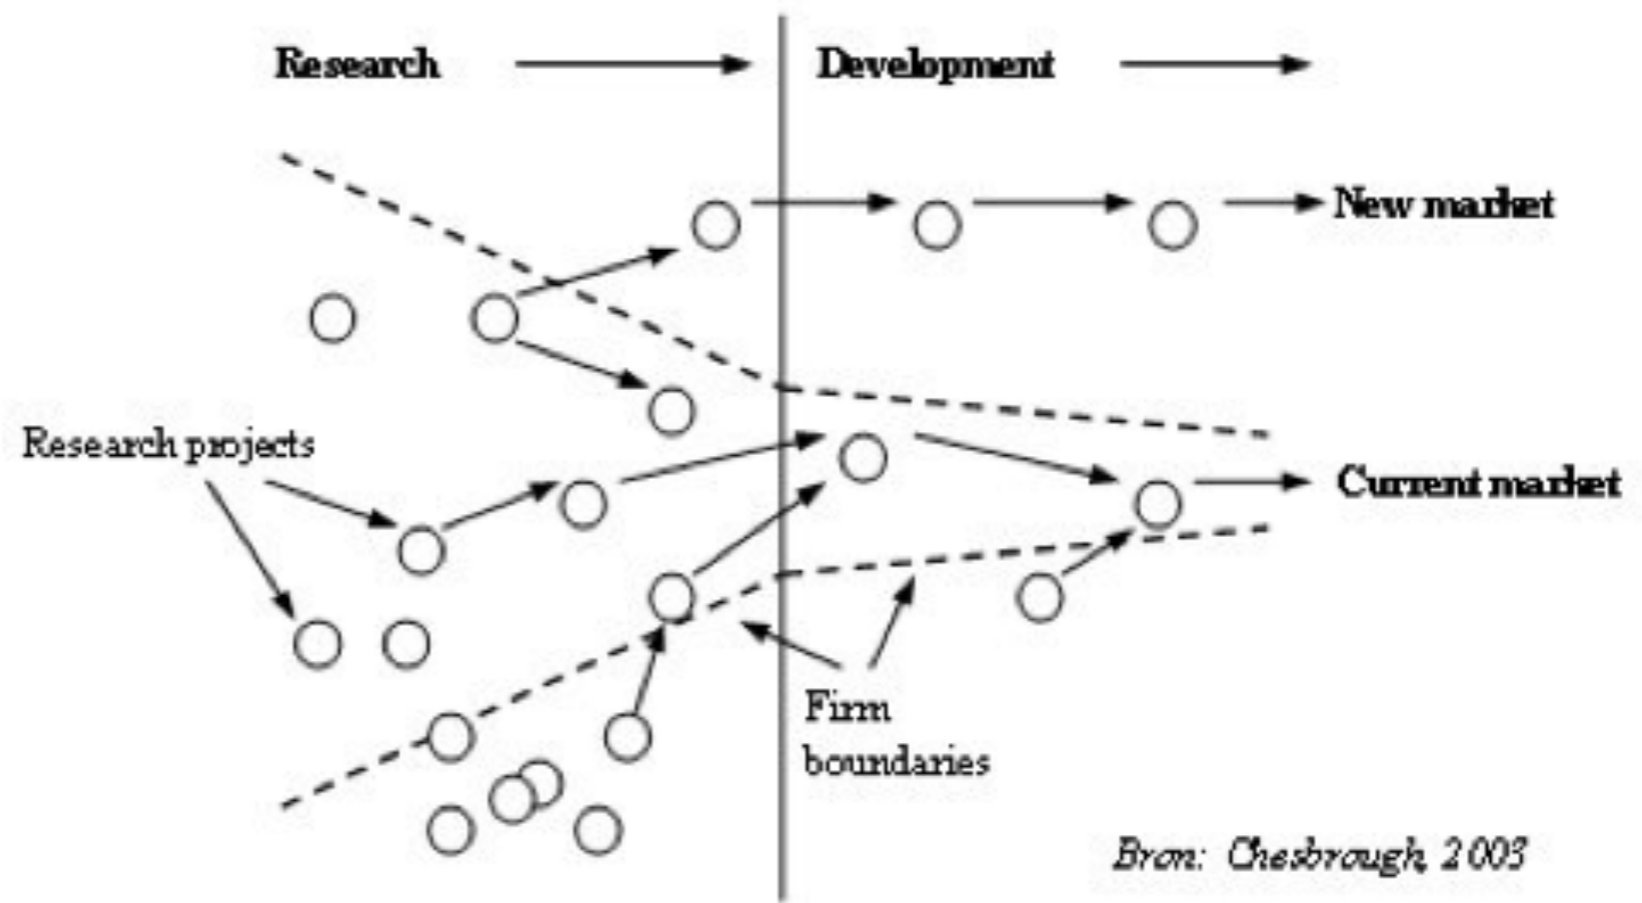 Research
Development
New market
Research projects
Current market
Firm
boundaries
Bron: Chesbrough, 2003